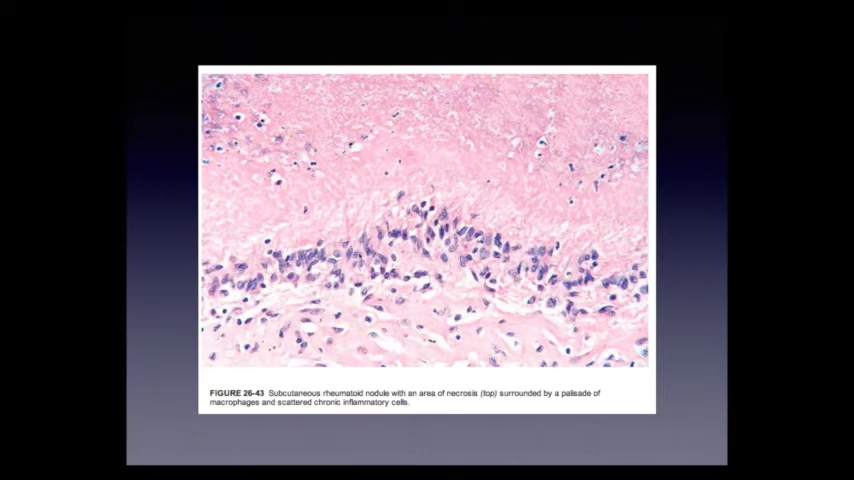 FIGURE 26-43 Subcutaneous rheumatoid nodule with an area of necrosis (top) surrounded by a palisade of
macrophages and scattered chronic inflammatory cells.